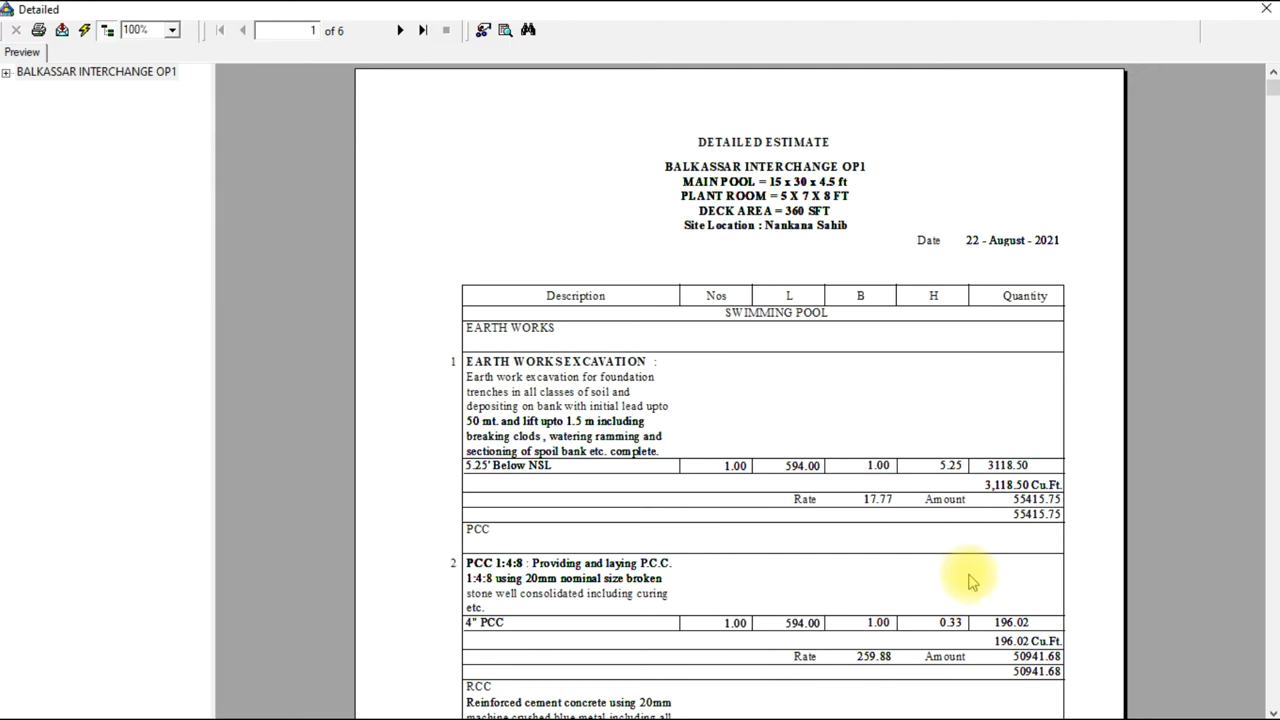 Detailed
100%
1 of 6
Preview
BALKASSAR INTERCHANGE OP1
DETAILED ESTIMATE
BALKASSAR INTERCHANGE OP1
MAIN POOL = 15 x 30 x 4.5 ft
PLANT ROOM = 5 X 7 X 8 FT
DECK AREA = 360 SFT
Site Location : Nankana Sahib
Date 22 - August - 2021
Description Nos L B H Quantity
SWIMMING POOL
EARTH WORKS
1 EARTH WORKS EXCAVATION :
Earth work excavation for foundation
trenches in all classes of soil and
depositing on bank with initial lead upto
50 mt. and lift upto 1.5 m including
breaking clods , watering ramming and
sectioning of spoil bank etc. complete.
5.25' Below NSL 1.00 594.00 1.00 5.25 3118.50
3,118.50 Cu.Ft.
Rate 17.77 Amount 55415.75
55415.75
PCC
2 PCC 1:4:8 : Providing and laying P.C.C.
1:4:8 using 20mm nominal size broken
stone well consolidated including curing
etc.
4" PCC 1.00 594.00 1.00 0.33 196.02
196.02 Cu.Ft.
Rate 259.88 Amount 50941.68
50941.68
RCC
Reinforced cement concrete using 20mm
machine crushed blue metal including all